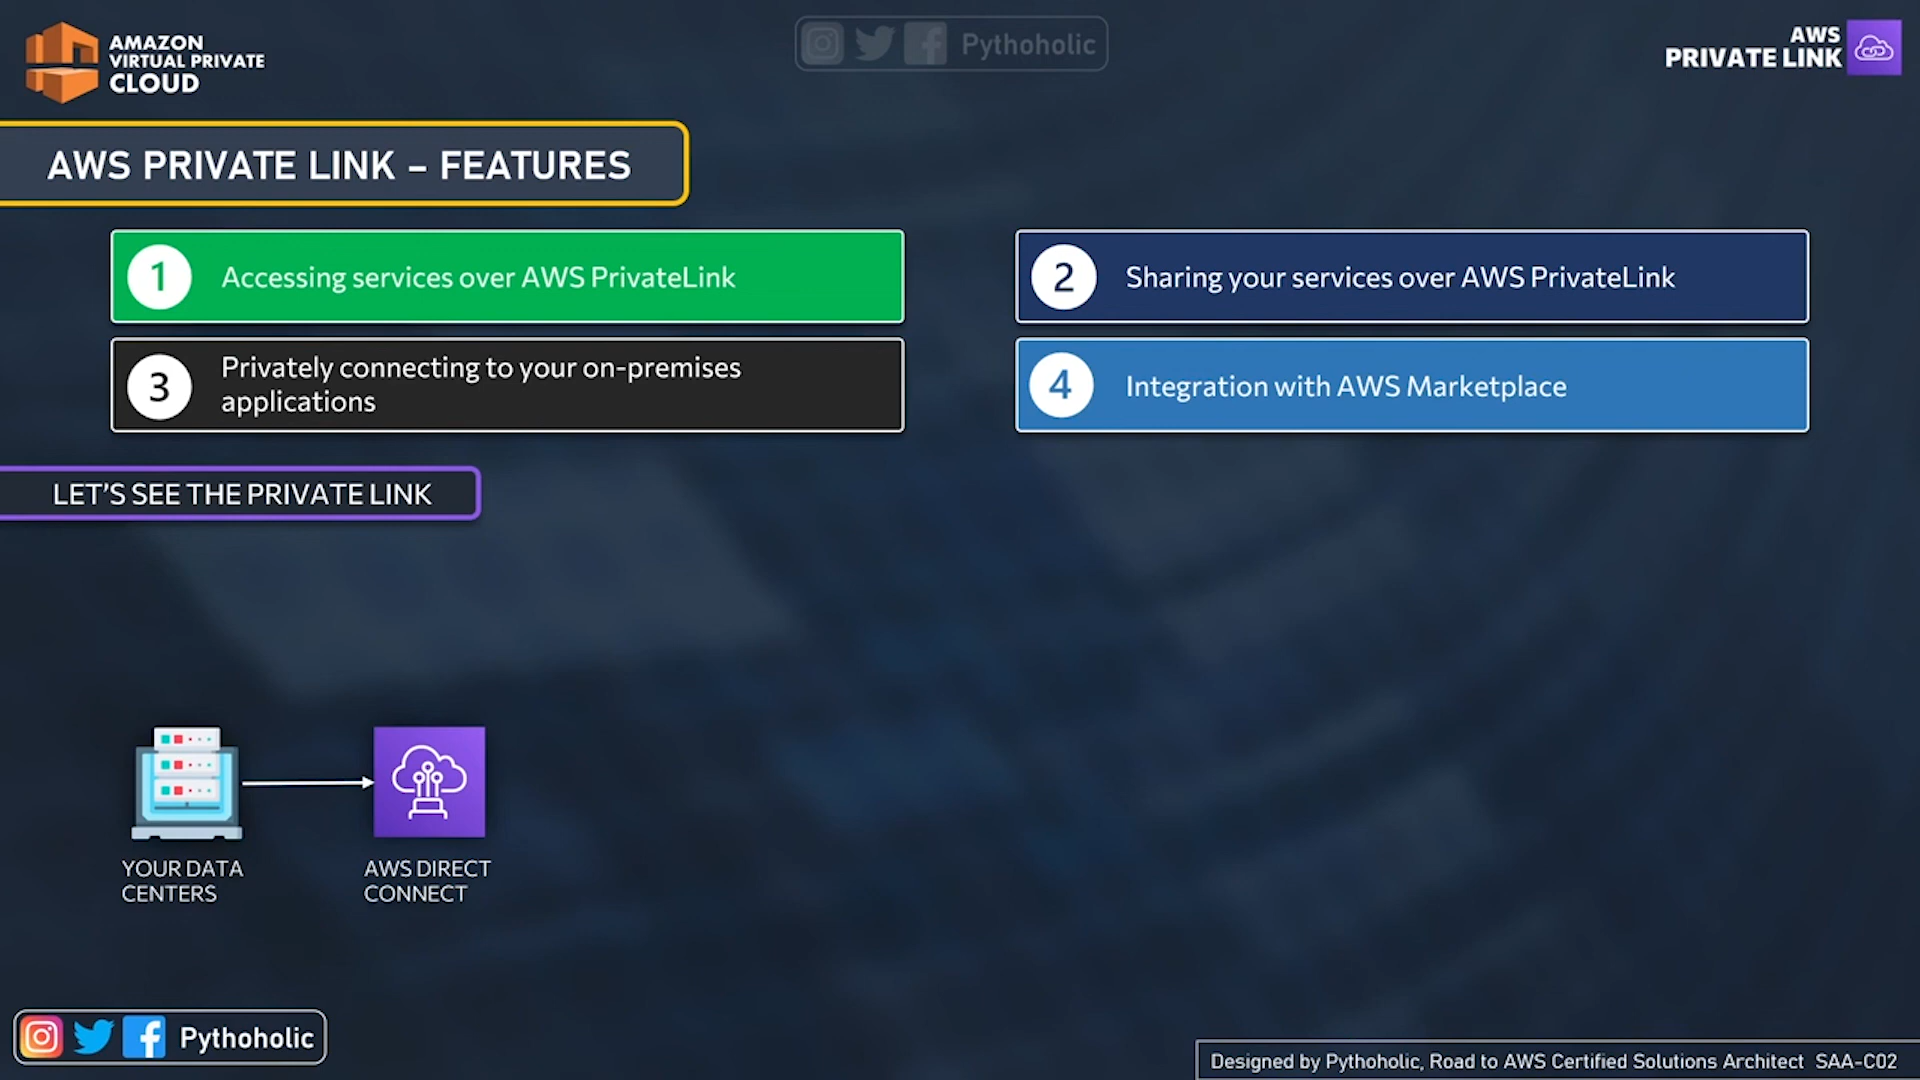 AMAZON
VIRTUAL PRIVATE
CLOUD
Pythoholic
AWS
PRIVATE LINK
AWS PRIVATE LINK – FEATURES
1 Accessing services over AWS PrivateLink
2 Sharing your services over AWS PrivateLink
3 Privately connecting to your on-premises
applications
4 Integration with AWS Marketplace
LET’S SEE THE PRIVATE LINK
YOUR DATA
CENTERS
AWS DIRECT
CONNECT
Pythoholic
Designed by Pythoholic, Road to AWS Certified Solutions Architect SAA-C02